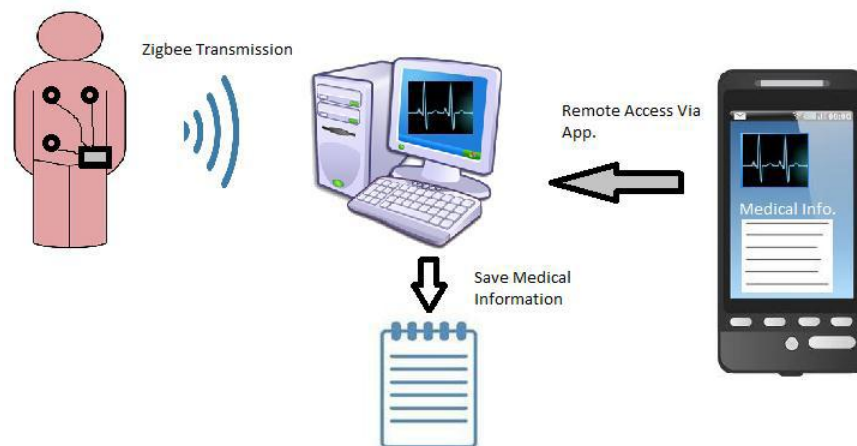 Zigbee Transmission
Remote Access Via
App.
Medical Info.
Save Medical
Information